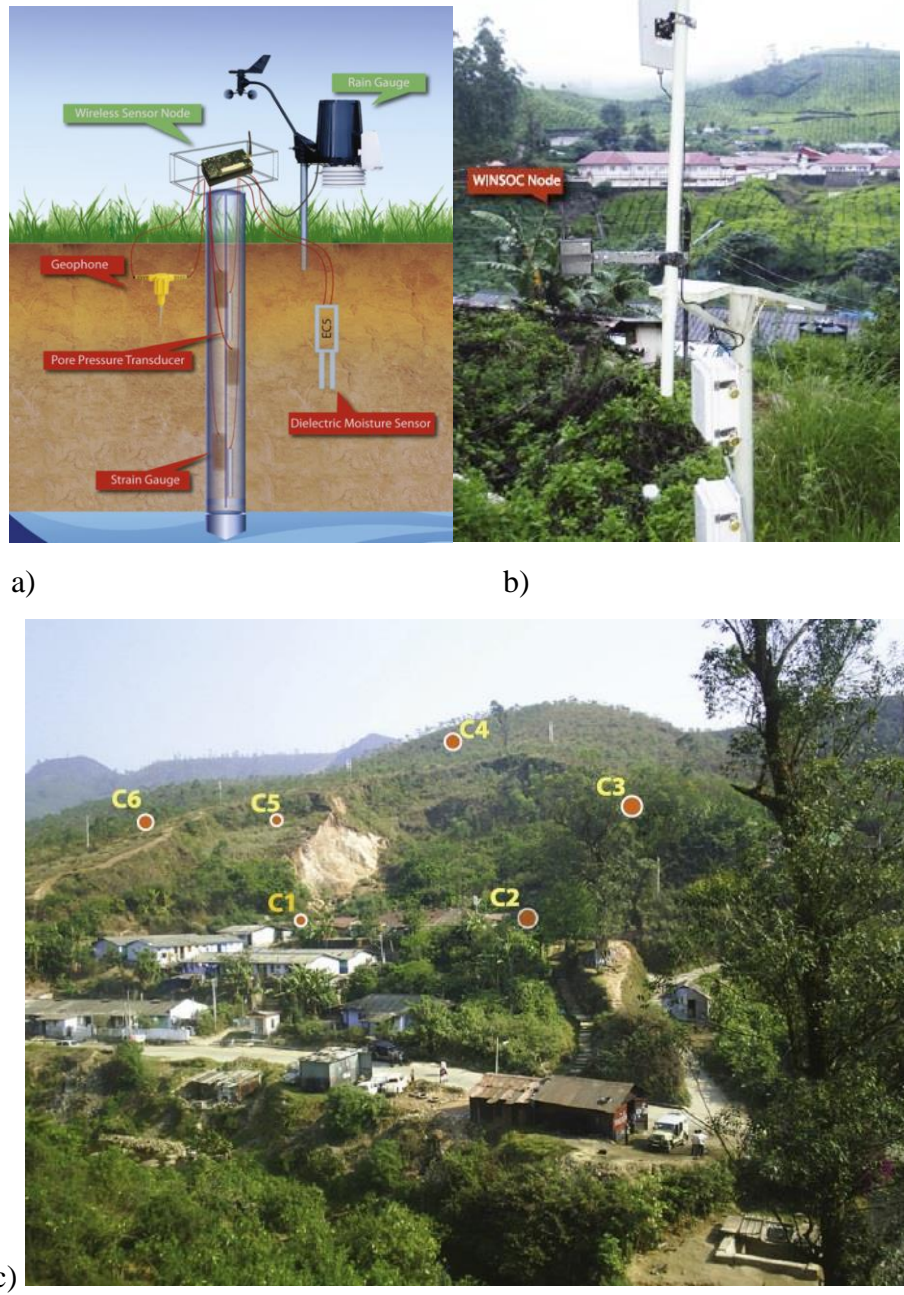 Rain Gauge
Wireless Sensor Node
Geophone
EC5
Pore Pressure Transducer
Dielectric Moisture Sensor
Strain Gauge
WINSOC Node
a)
b)
C4
C6
C5
C3
C1
C2
c)